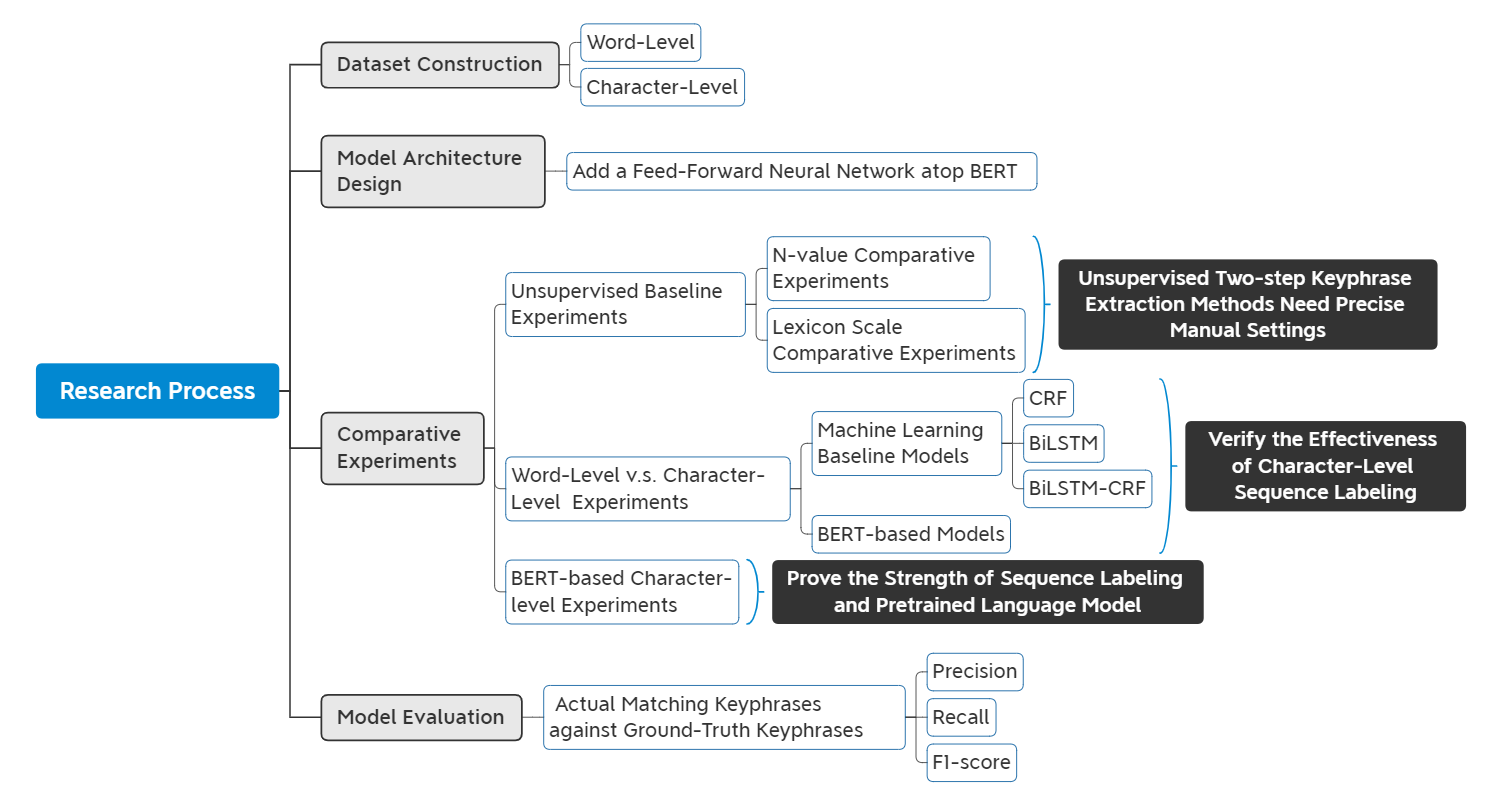 Research Process
Dataset Construction
Word-Level
Character-Level
Model Architecture
Design
Add a Feed-Forward Neural Network atop BERT
Comparative
Experiments
Unsupervised Baseline
Experiments
N-value Comparative
Experiments
Lexicon Scale
Comparative Experiments
Unsupervised Two-step Keyphrase
Extraction Methods Need Precise
Manual Settings
Word-Level v.s. Character-
Level Experiments
Machine Learning
Baseline Models
CRF
BiLSTM
BiLSTM-CRF
BERT-based Models
Verify the Effectiveness
of Character-Level
Sequence Labeling
BERT-based Character-
level Experiments
Prove the Strength of Sequence Labeling
and Pretrained Language Model
Model Evaluation
Actual Matching Keyphrases
against Ground-Truth Keyphrases
Precision
Recall
F1-score